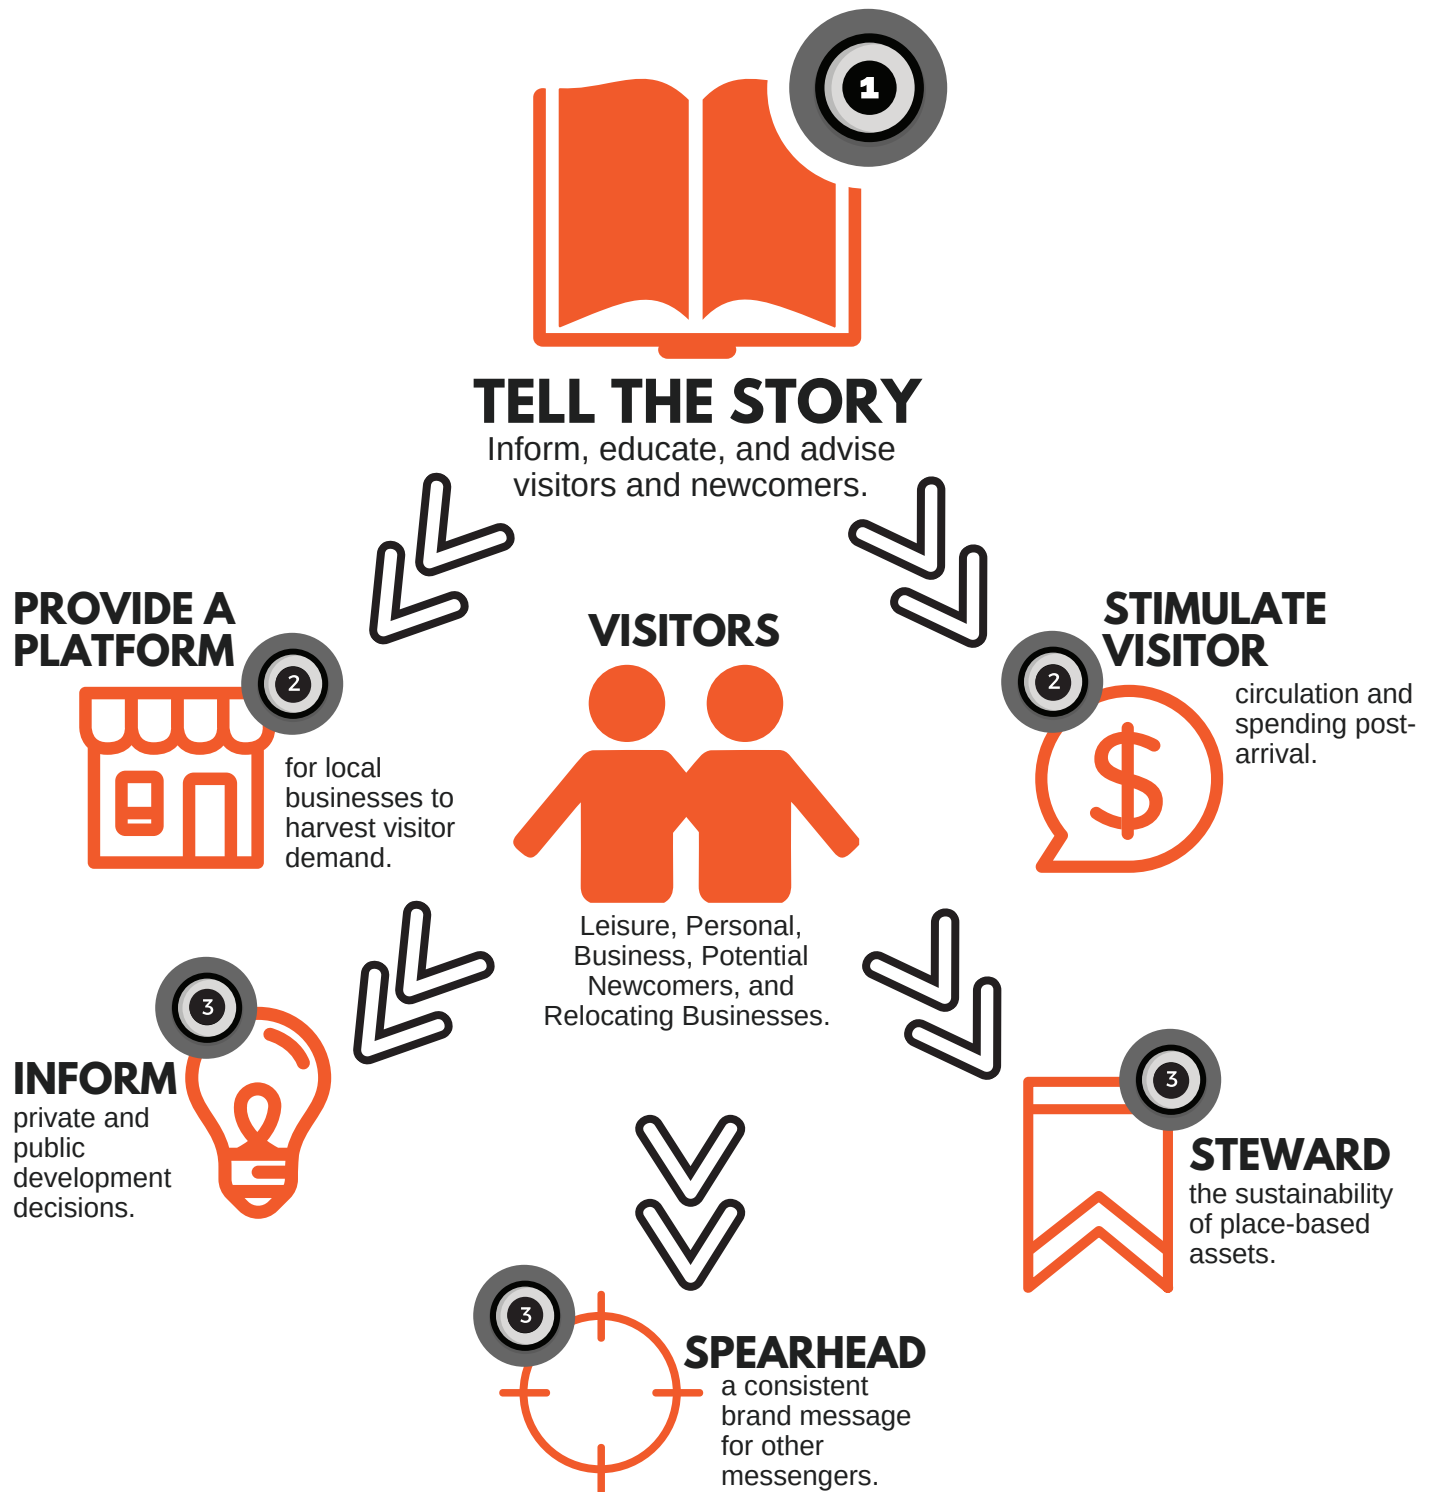 1
TELL THE STORY
Inform, educate, and advise
visitors and newcomers.
PROVIDE A
PLATFORM
2
for local
businesses to
harvest visitor
demand.
VISITORS
Leisure, Personal,
Business, Potential
Newcomers, and
Relocating Businesses.
STIMULATE
VISITOR
2
circulation and
spending post-
arrival.
$
3
INFORM
private and
public
development
decisions.
3
STEWARD
the sustainability
of place-based
assets.
3
SPEARHEAD
a consistent
brand message
for other
messengers.